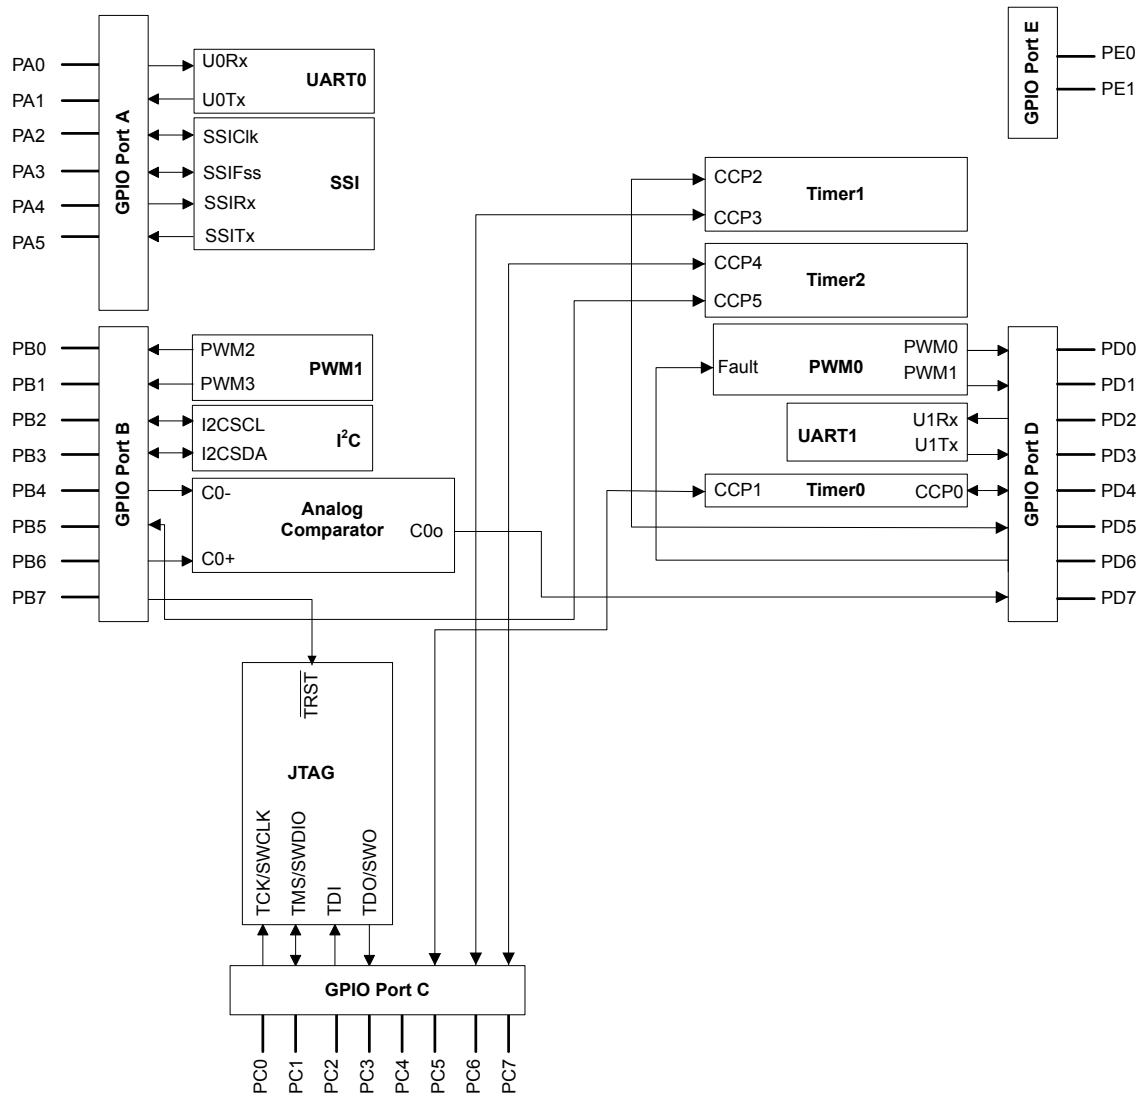 PA0
PA1
PA2
PA3
PA4
PA5
GPIO Port A
U0Rx
U0Tx
UART0
SSIClk
SSIFss
SSIRx
SSITx
SSI
GPIO Port E
PE0
PE1
CCP2
CCP3
Timer1
CCP4
CCP5
Timer2
PB0
PB1
PB2
PB3
PB4
PB5
PB6
PB7
GPIO Port B
PWM2
PWM3
PWM1
I2CSCL
I2CSDA
I²C
C0-
C0+
Analog
Comparator
C0o
Fault
PWM0
PWM0
PWM1
UART1
U1Rx
U1Tx
CCP1
Timer0
CCP0
GPIO Port D
PD0
PD1
PD2
PD3
PD4
PD5
PD6
PD7
TRST
JTAG
TCK/SWCLK
TMS/SWDIO
TDI
TDO/SWO
GPIO Port C
PC0
PC1
PC2
PC3
PC4
PC5
PC6
PC7